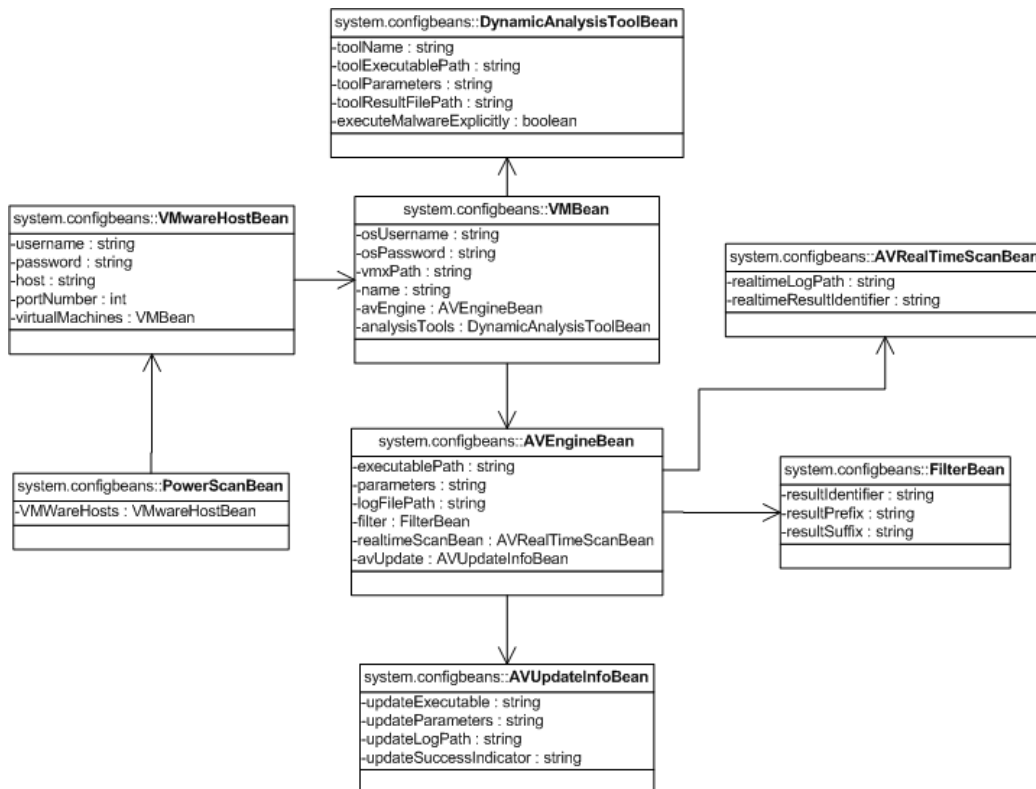 system.configbeans::DynamicAnalysisToolBean
-toolName : string
-toolExecutablePath : string
-toolParameters : string
-toolResultFilePath : string
-executeMalwareExplicitly : boolean
system.configbeans::VMwareHostBean
-username : string
-password : string
-host : string
-portNumber : int
-virtualMachines : VMBean
system.configbeans::VMBean
-osUsername : string
-osPassword : string
-vmxPath : string
-name : string
-avEngine : AVEngineBean
-analysisTools : DynamicAnalysisToolBean
system.configbeans::AVRealTimeScanBean
-realtimeLogPath : string
-realtimeResultIdentifier : string
system.configbeans::PowerScanBean
-VMWareHosts : VMwareHostBean
system.configbeans::AVEngineBean
-executablePath : string
-parameters : string
-logFilePath : string
-filter : FilterBean
-realtimeScanBean : AVRealTimeScanBean
-avUpdate : AVUpdateInfoBean
system.configbeans::FilterBean
-resultIdentifier : string
-resultPrefix : string
-resultSuffix : string
system.configbeans::AVUpdateInfoBean
-updateExecutable : string
-updateParameters : string
-updateLogPath : string
-updateSuccessIndicator : string